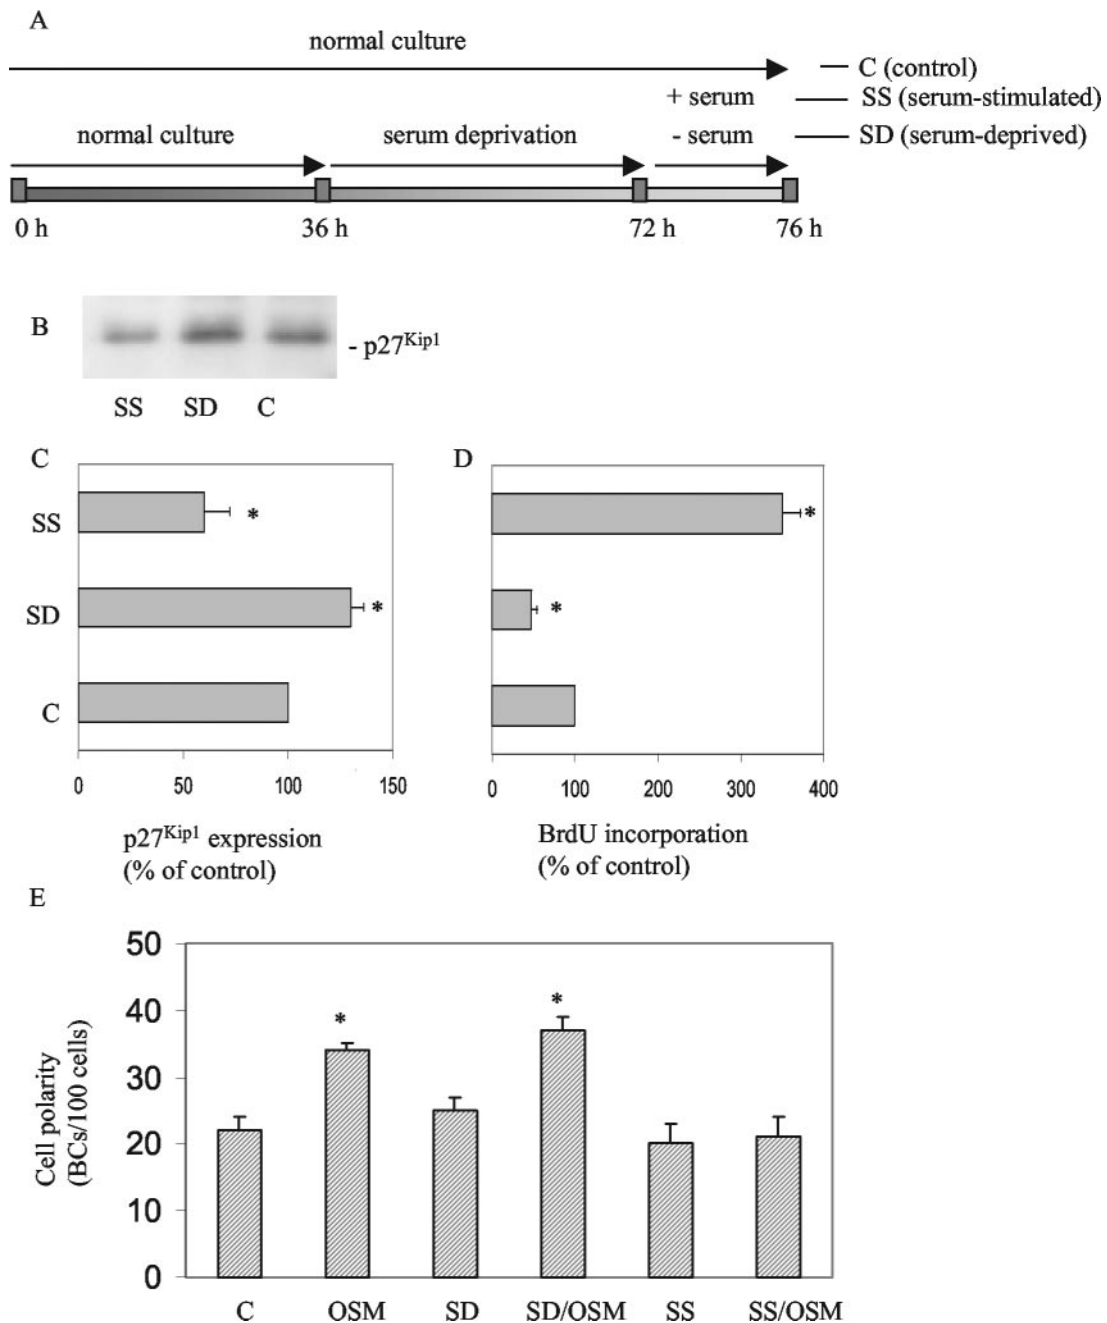 A
normal culture
C (control)
+ serum
SS (serum-stimulated)
normal culture
serum deprivation
- serum
SD (serum-deprived)
0 h
36 h
72 h
76 h
B
- p27Kip1
SS
SD
C
C
SS
*
SD
*
C
0
50
100
150
p27Kip1 expression
(% of control)
D
*
*
0
100
200
300
400
BrdU incorporation
(% of control)
E
Cell polarity
(BCs/100 cells)
50
40
30
20
10
0
*
*
C
OSM
SD
SD/OSM
SS
SS/OSM